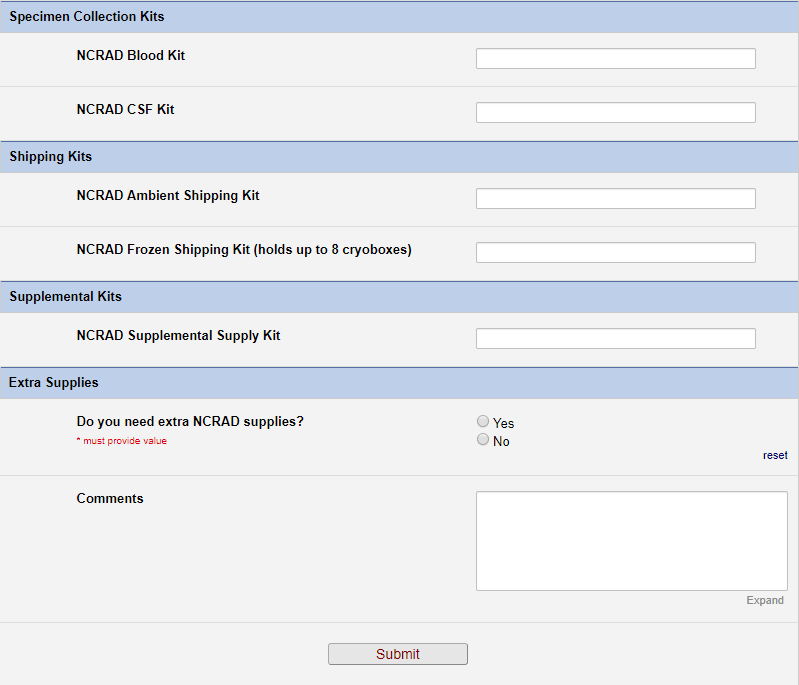 Specimen Collection Kits
NCRAD Blood Kit
NCRAD CSF Kit
Shipping Kits
NCRAD Ambient Shipping Kit
NCRAD Frozen Shipping Kit (holds up to 8 cryoboxes)
Supplemental Kits
NCRAD Supplemental Supply Kit
Extra Supplies
Do you need extra NCRAD supplies?
* must provide value
Yes
No
reset
Comments
Expand
Submit